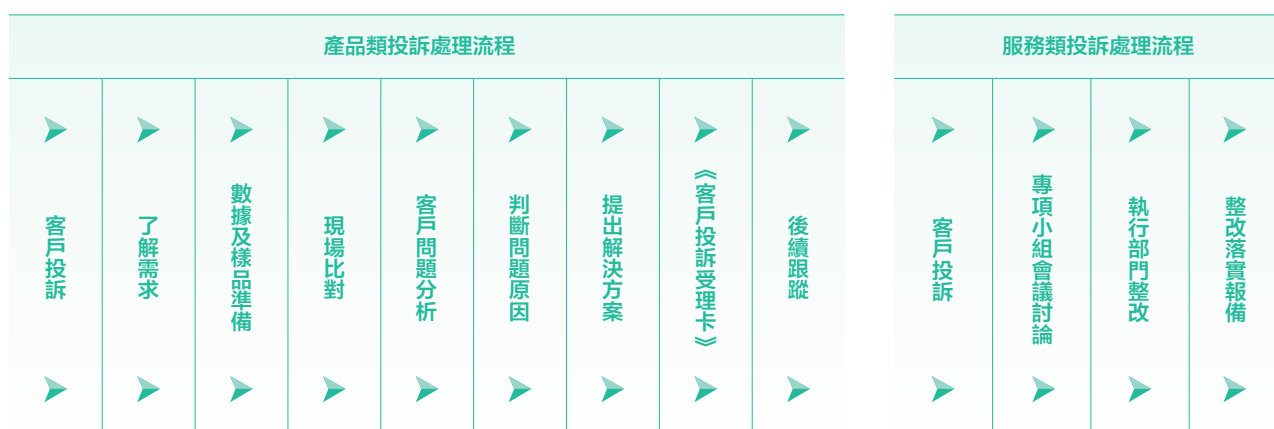 產品類投訴處理流程
客戶投訴
了解需求
數據及樣品準備
現場比對
客戶問題分析
判斷問題原因
提出解決方案
《客戶投訴受理卡》
後續跟蹤
服務類投訴處理流程
客戶投訴
專項小組會議討論
執行部門整改
整改落實報備